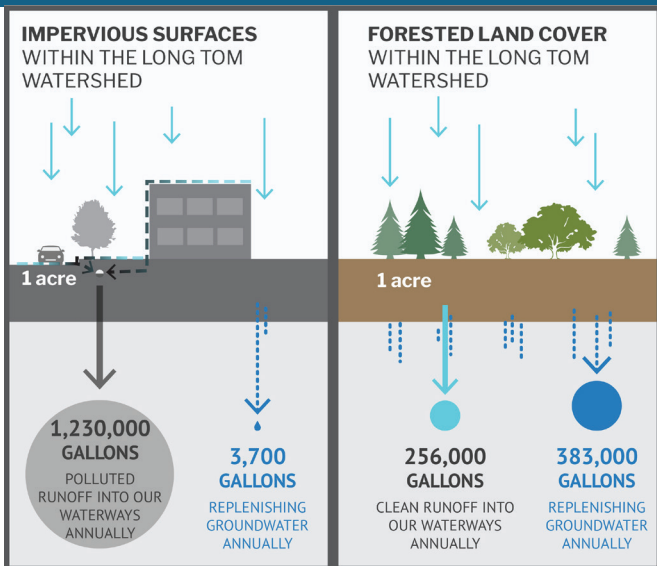 IMPERVIOUS SURFACES
WITHIN THE LONG TOM
WATERSHED
1 acre
1,230,000
GALLONS
POLLUTED
RUNOFF INTO OUR
WATERWAYS
ANNUALLY
3,700
GALLONS
REPLENISHING
GROUNDWATER
ANNUALLY
FORESTED LAND COVER
WITHIN THE LONG TOM
WATERSHED
1 acre
256,000
GALLONS
CLEAN RUNOFF INTO
OUR WATERWAYS
ANNUALLY
383,000
GALLONS
REPLENISHING
GROUNDWATER
ANNUALLY